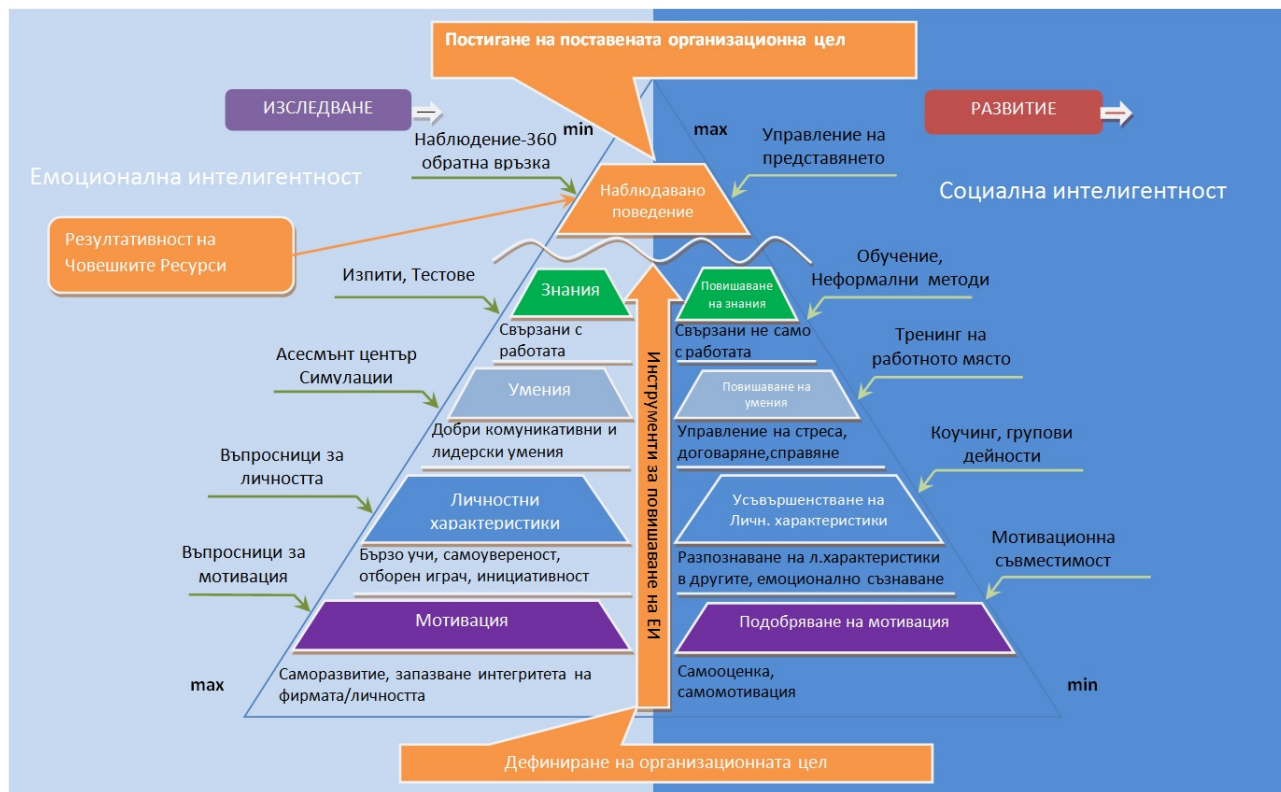 Постигане на поставената организационна цел
ИЗСЛЕДВАНЕ
РАЗВИТИЕ
min
max
Наблюдение-360
обратна връзка
Управление на
представянето
Емоционална интелигентност
Социална интелигентност
Наблюдавано
поведение
Резултативност на
Човешките Ресурси
Изпити, Тестове
Знания
Повишаване
на знания
Обучение,
Неформални методи
Свързани с
работата
Свързани не само
с работата
Асесмънт център
Симулации
Умения
Повишаване на
умения
Тренинг на
работното място
Добри комуникативни и
лидерски умения
Управление на стреса,
договаряне,справяне
Въпросници за
личността
Личностни
характеристики
Усъвършенстване на
Личн. характеристики
Коучинг, групови
дейности
Бързо учи, самоувереност,
отборен играч, инициативност
Разпознаване на л.характеристики
в другите, емоционално съзнаване
Въпросници за
мотивация
Мотивация
Подобряване на мотивация
Мотивационна
съвместимост
Саморазвитие, запазване интегритета на
фирмата/личността
Самооценка,
самомотивация
max
min
Инструменти за повишаване на ЕИ
Дефиниране на организационната цел